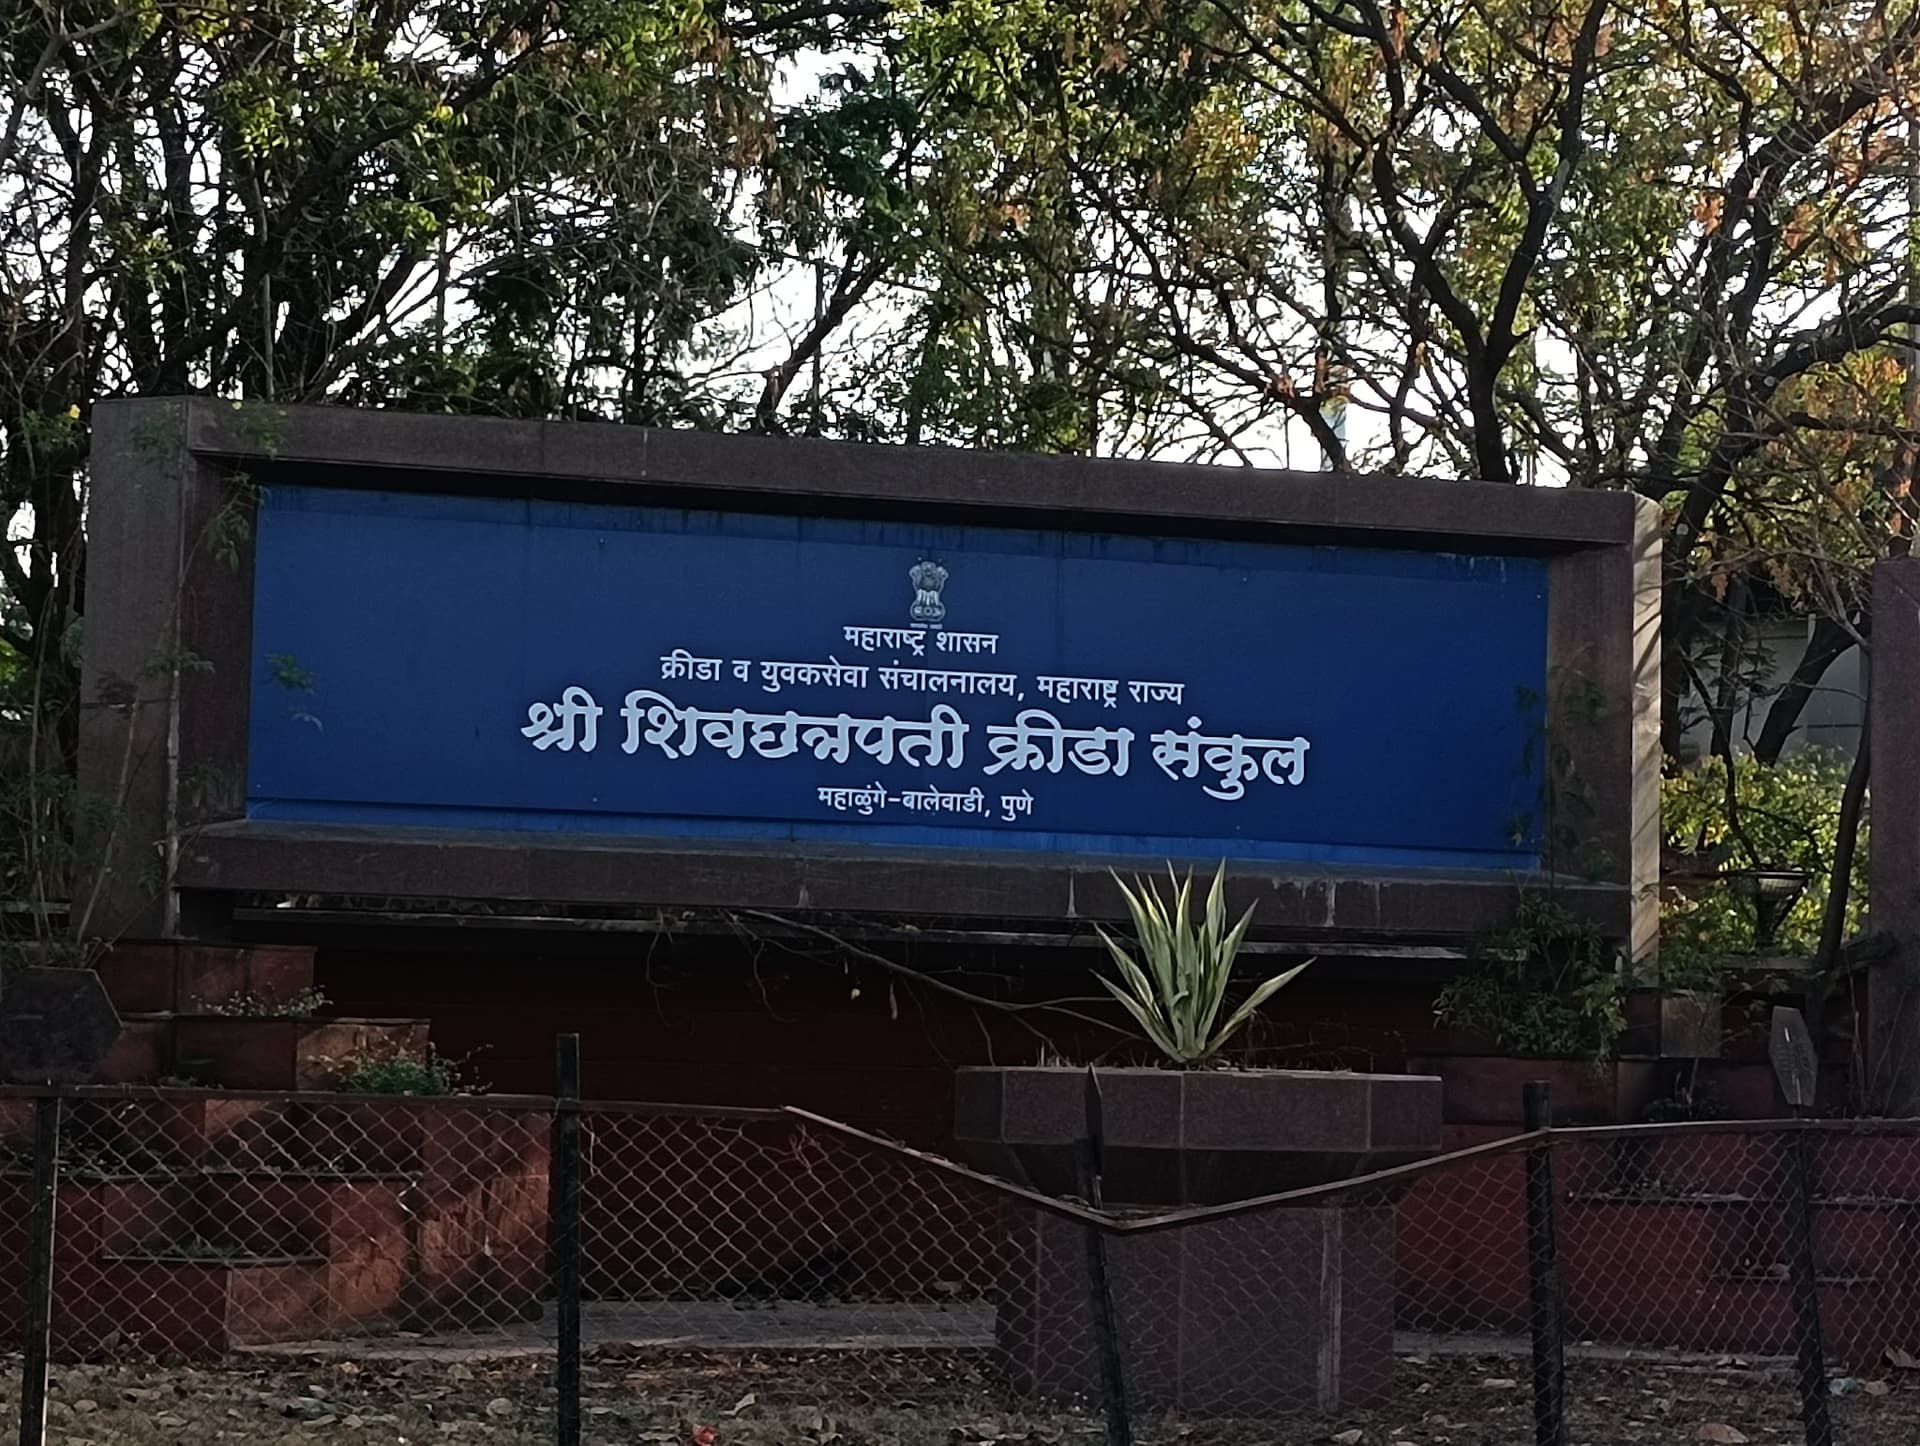 महाराष्ट्र शासन
क्रीडा व युवकसेवा संचालनालय, महाराष्ट्र राज्य
श्री शिवछत्रपती क्रीडा संकुल
महाळुंगे-बालेवाडी, पुणे